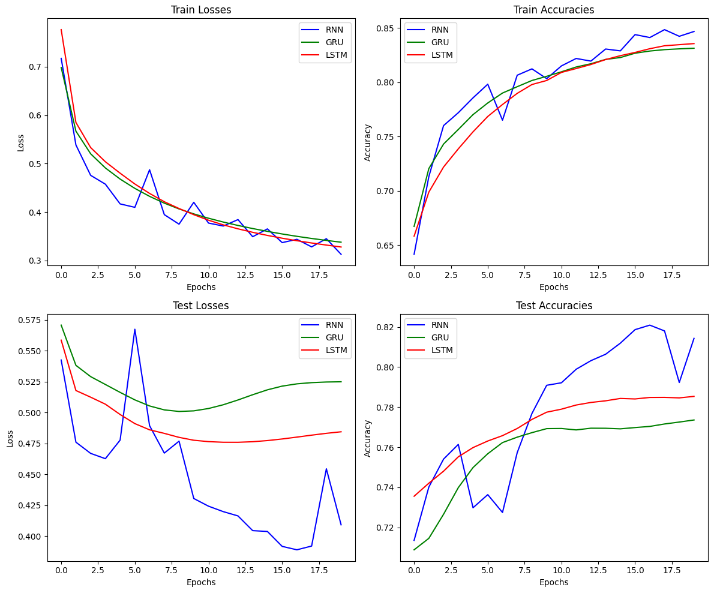 Train Losses
RNN
GRU
LSTM
0.7
0.6
0.5
0.4
0.3
Loss
0.0 2.5 5.0 7.5 10.0 12.5 15.0 17.5
Epochs
Train Accuracies
RNN
GRU
LSTM
0.85
0.80
0.75
0.70
0.65
Accuracy
0.0 2.5 5.0 7.5 10.0 12.5 15.0 17.5
Epochs
Test Losses
RNN
GRU
LSTM
0.575
0.550
0.525
0.500
0.475
0.450
0.425
0.400
Loss
0.0 2.5 5.0 7.5 10.0 12.5 15.0 17.5
Epochs
Test Accuracies
RNN
GRU
LSTM
0.82
0.80
0.78
0.76
0.74
0.72
Accuracy
0.0 2.5 5.0 7.5 10.0 12.5 15.0 17.5
Epochs